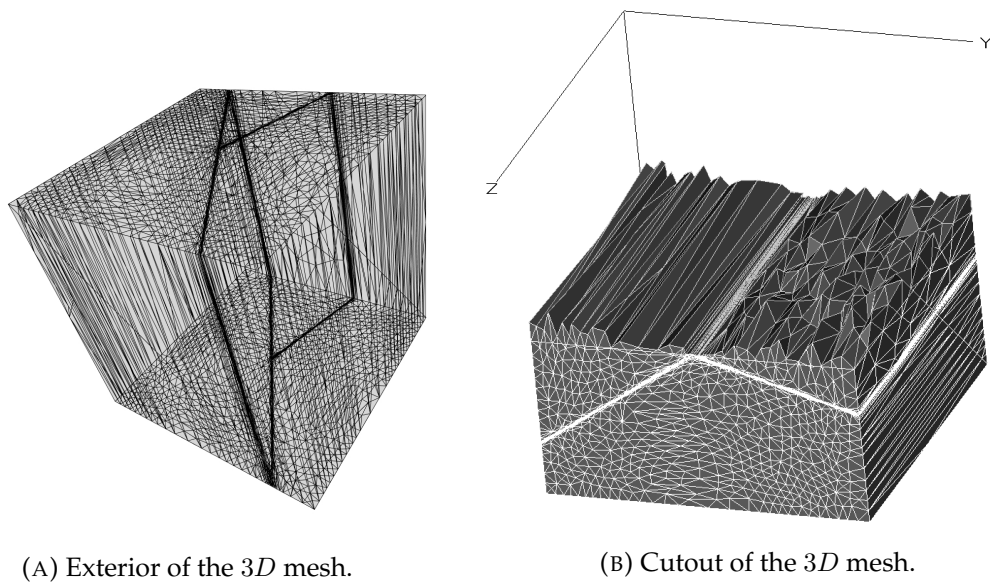 Y
Z
(A) Exterior of the 3D mesh.
(B) Cutout of the 3D mesh.